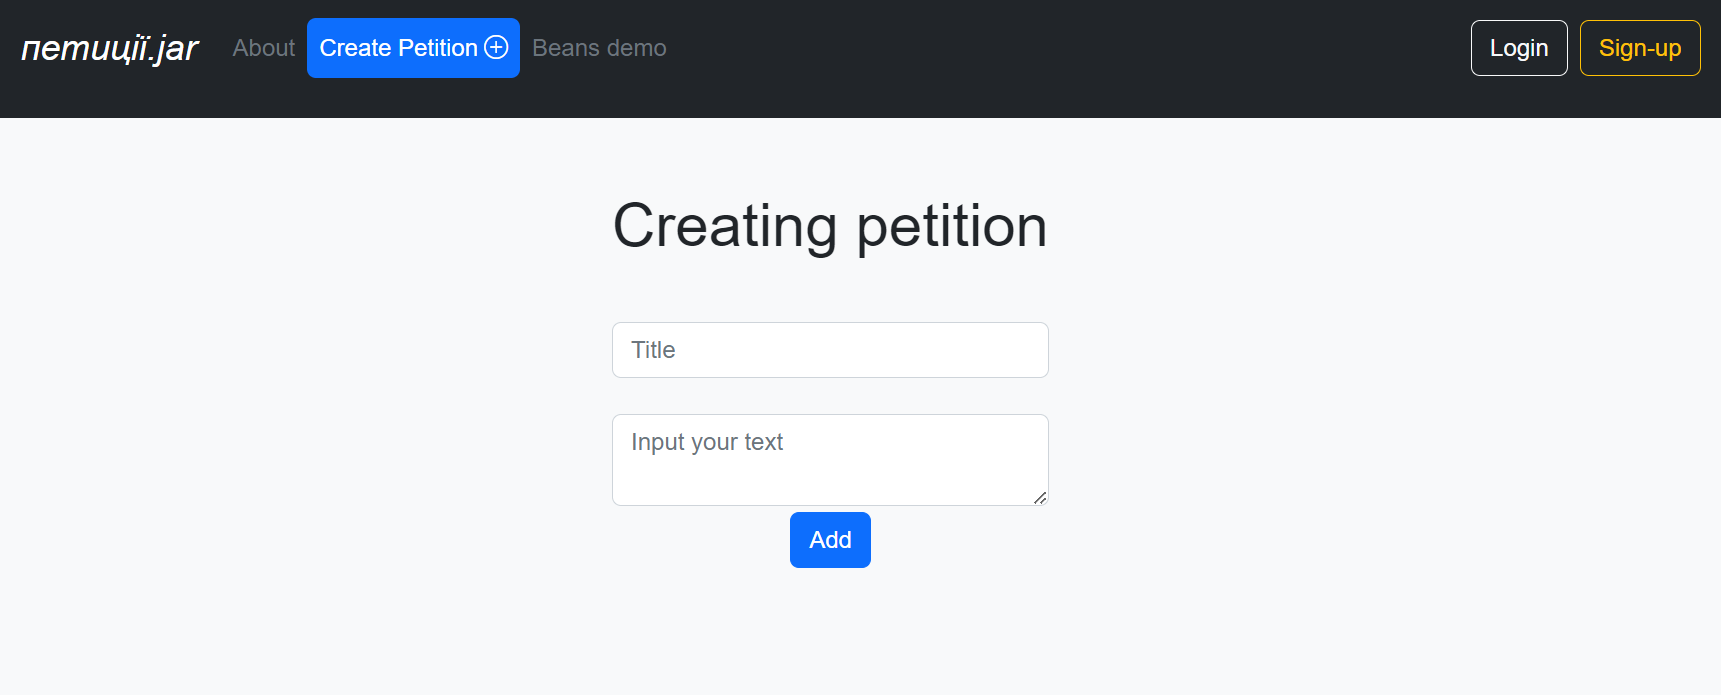 петиції.jar About Create Petition Beans demo Login Sign-up
Creating petition
Title
Input your text
Add